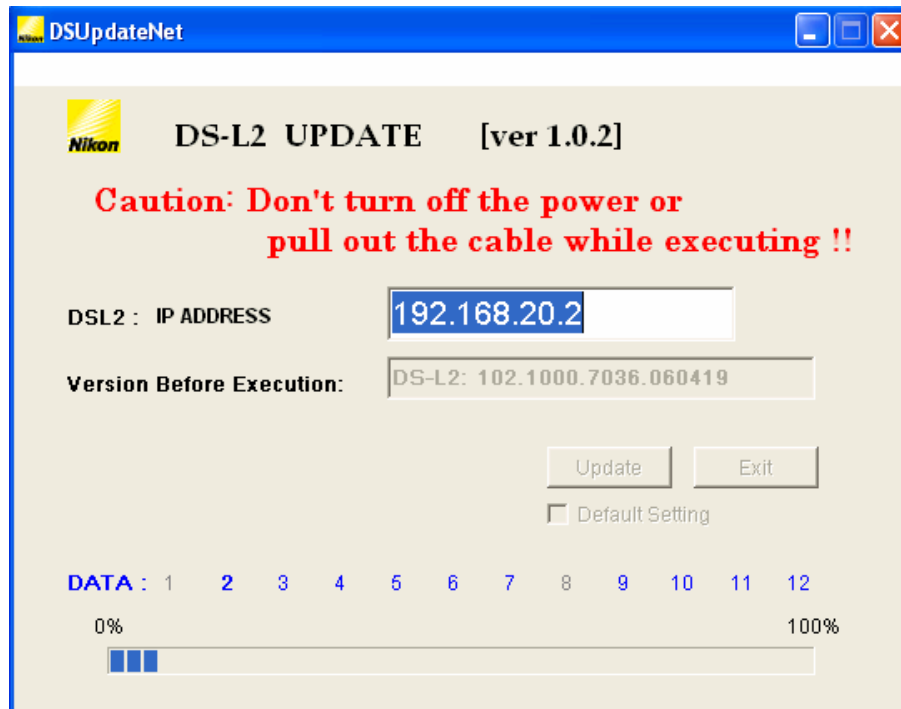 DSUpdateNet
Nikon DS-L2 UPDATE [ver 1.0.2]
Caution: Don't turn off the power or
pull out the cable while executing !!
DSL2 : IP ADDRESS 192.168.20.2
Version Before Execution: DS-L2: 102.1000.7036.060419
Update Exit
Default Setting
DATA : 1 2 3 4 5 6 7 8 9 10 11 12
0% 100%